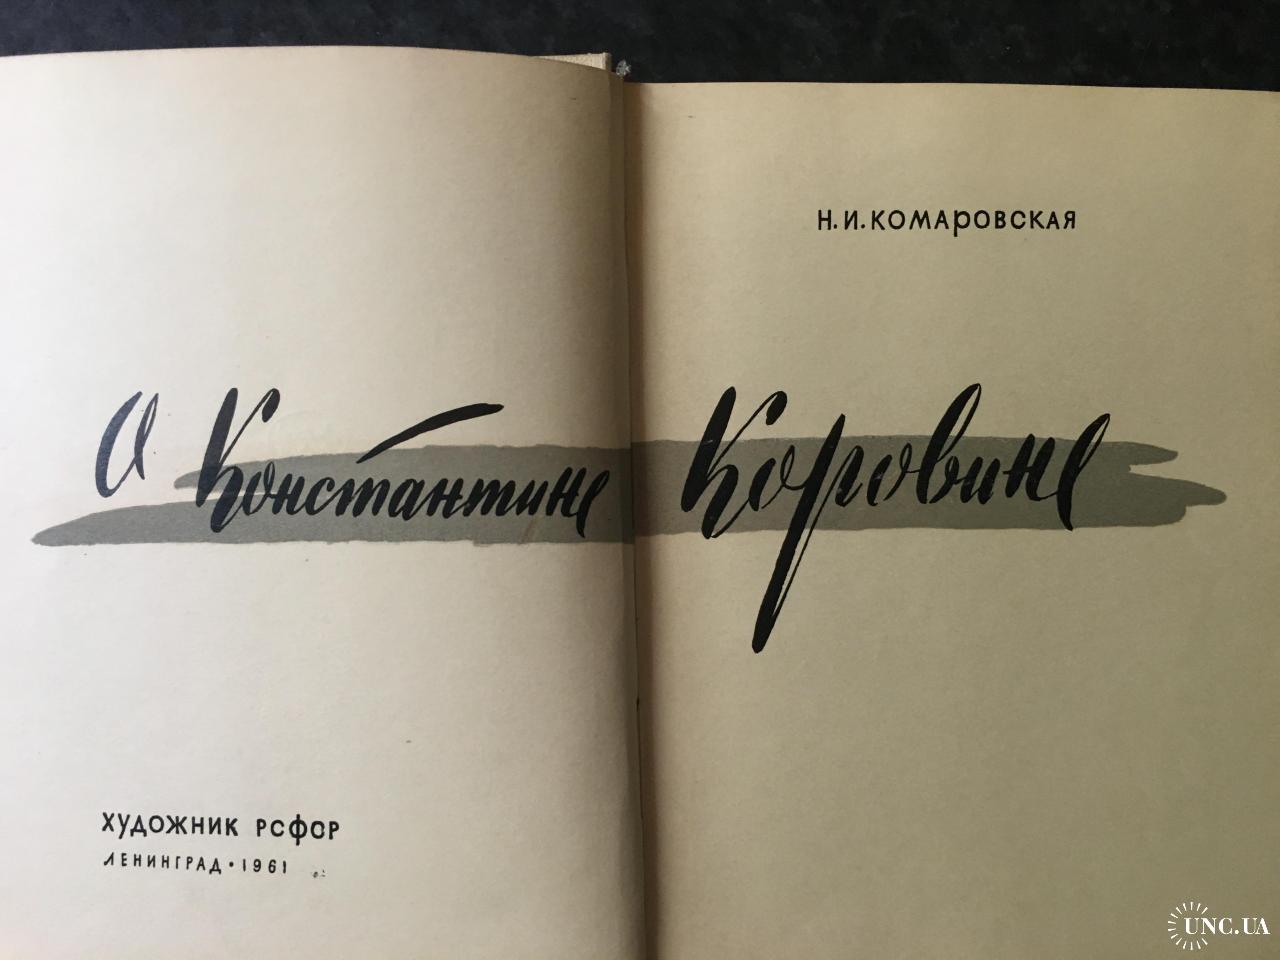 Н. И. КОМАРОВСКАЯ
О Константине Коровине
ХУДОЖНИК РСФСР
ЛЕНИНГРАД • 1961
UNC.UA